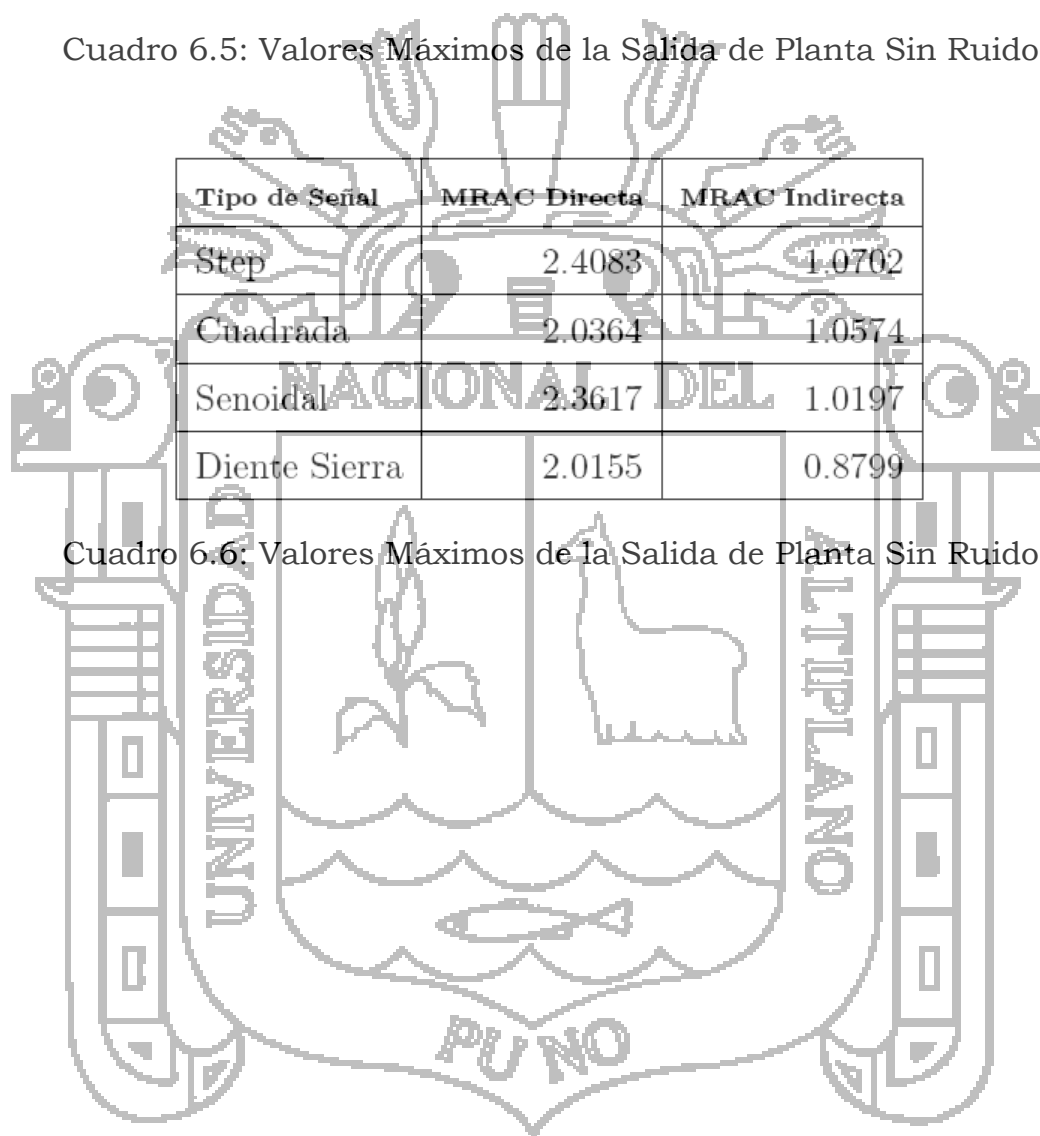 Cuadro 6.5: Valores Máximos de la Salida de Planta Sin Ruido
Tipo de Señal MRAC Directa MRAC Indirecta
Step 2.4083 1.0702
Cuadrada 2.0364 1.0574
Senoidal 2.3617 1.0197
Diente Sierra 2.0155 0.8799
Cuadro 6.6: Valores Máximos de la Salida de Planta Sin Ruido
UNIVERSIDAD
NACIONAL DEL
ALTIPLANO
PUNO